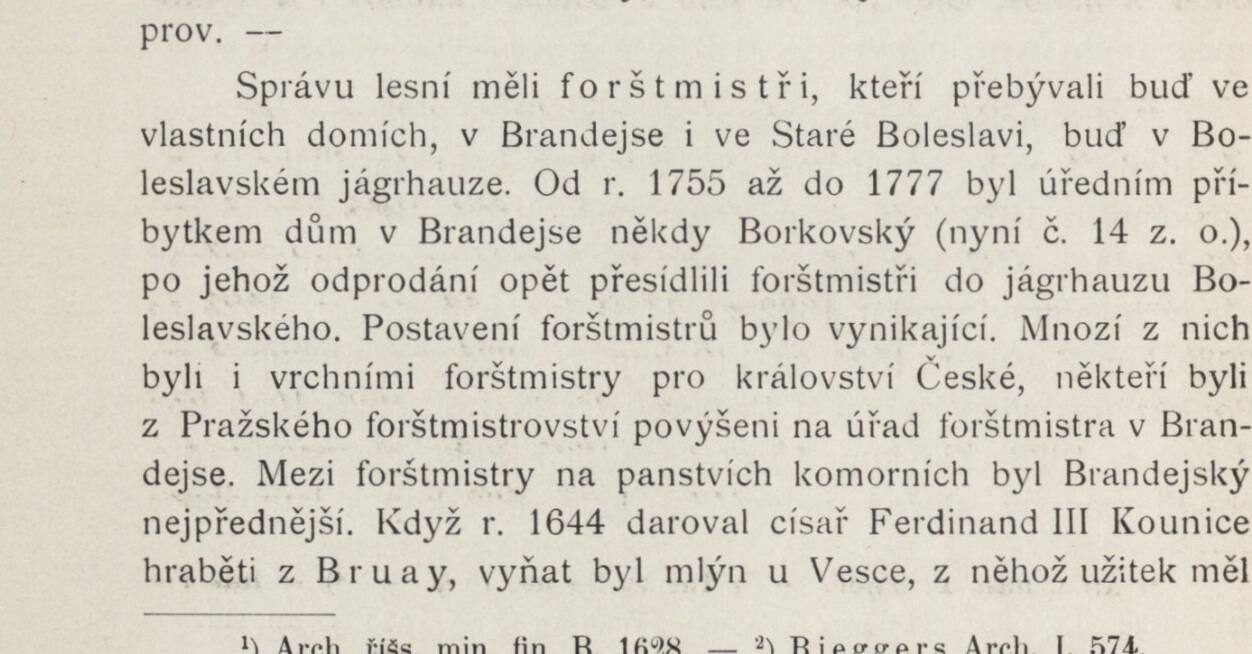 prov. —
Správu lesní měli forštmistři, kteří přebývali buď ve
vlastních domích, v Brandejse i ve Staré Boleslavi, buď v Bo-
leslavském jágrhauze. Od r. 1755 až do 1777 byl úředním pří-
bytkem dům v Brandejse někdy Borkovský (nyní č. 14 z. o.),
po jehož odprodání opět přesídlili forštmistři do jágrhauzu Bo-
leslavského. Postavení forštmistrů bylo vynikající. Mnozí z nich
byli i vrchními forštmistry pro království České, někteří byli
z Pražského forštmistrovství povýšeni na úřad forštmistra v Bran-
dejse. Mezi forštmistry na panstvích komorních byl Brandejský
nejpřednější. Když r. 1644 daroval císař Ferdinand III Kounice
hraběti z Bruay, vyňat byl mlýn u Vesce, z něhož užitek měl
¹) Arch. říšs. min. fin. B. 1628. — ²) Rieggers Arch. I. 574.